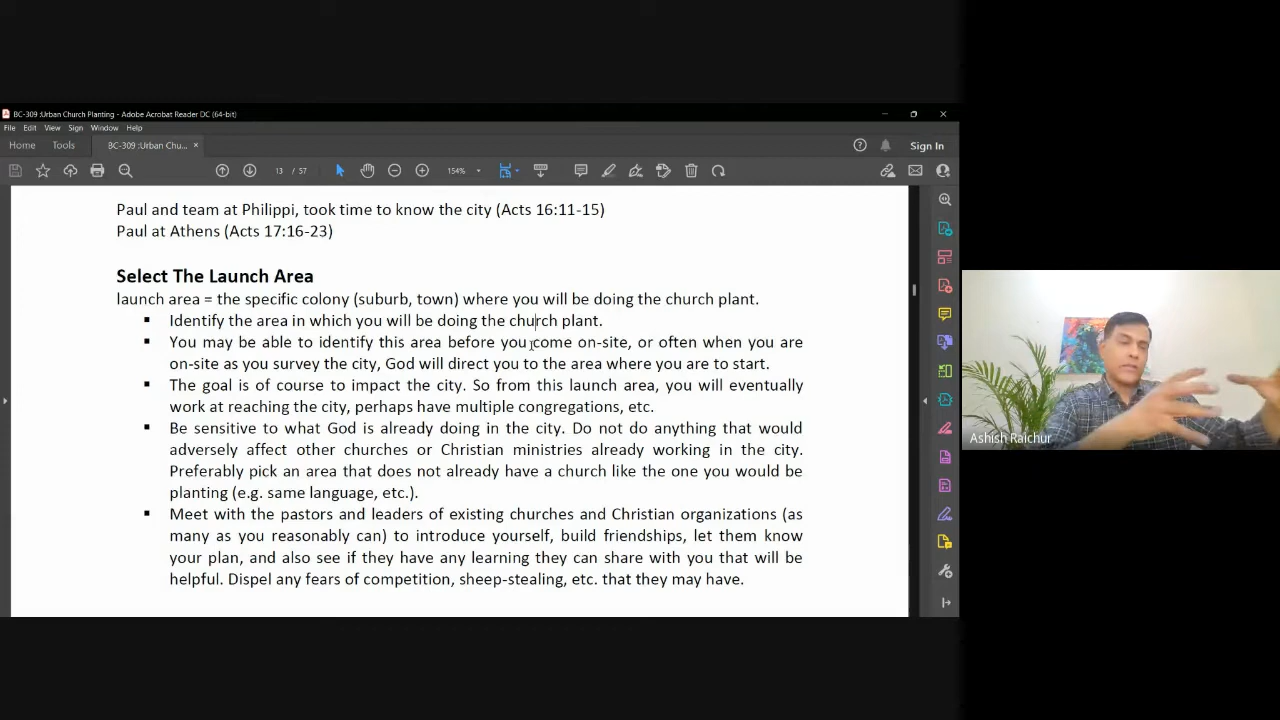 BC-309 :Urban Church Planting - Adobe Acrobat Reader DC (64-bit)
File Edit View Sign Window Help
Home Tools BC-309 :Urban Chu... × Sign In
13 / 57 154%
Paul and team at Philippi, took time to know the city (Acts 16:11-15)
Paul at Athens (Acts 17:16-23)
Select The Launch Area
launch area = the specific colony (suburb, town) where you will be doing the church plant.
▪ Identify the area in which you will be doing the church plant.
▪ You may be able to identify this area before you come on-site, or often when you are
on-site as you survey the city, God will direct you to the area where you are to start.
▪ The goal is of course to impact the city. So from this launch area, you will eventually
work at reaching the city, perhaps have multiple congregations, etc.
▪ Be sensitive to what God is already doing in the city. Do not do anything that would
adversely affect other churches or Christian ministries already working in the city.
Preferably pick an area that does not already have a church like the one you would be
planting (e.g. same language, etc.).
▪ Meet with the pastors and leaders of existing churches and Christian organizations (as
many as you reasonably can) to introduce yourself, build friendships, let them know
your plan, and also see if they have any learning they can share with you that will be
helpful. Dispel any fears of competition, sheep-stealing, etc. that they may have.
Ashish Raichur